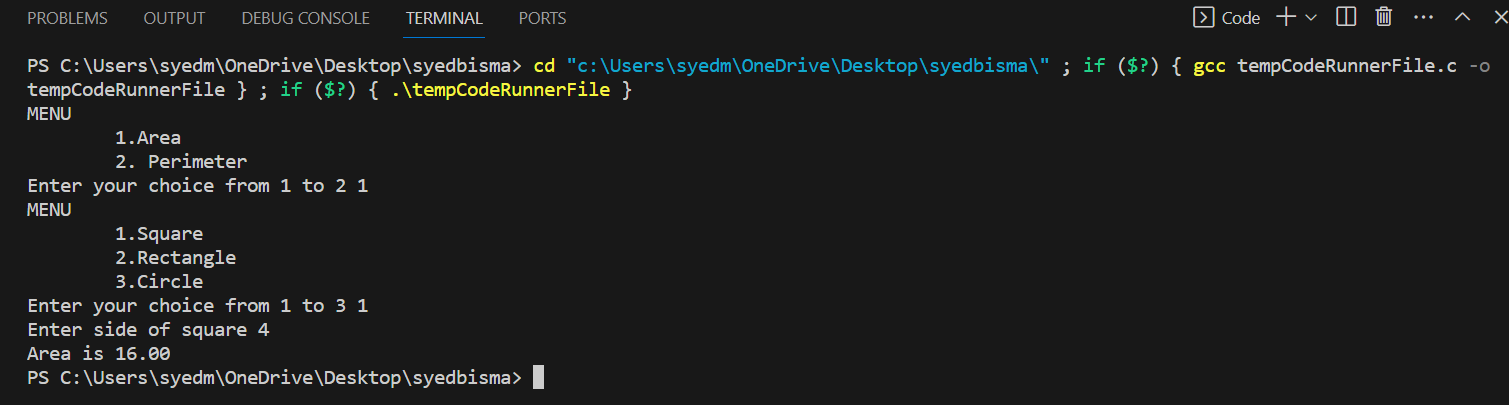 PROBLEMS OUTPUT DEBUG CONSOLE TERMINAL PORTS Code
PS C:\Users\syedm\OneDrive\Desktop\syedbisma> cd "c:\Users\syedm\OneDrive\Desktop\syedbisma\" ; if ($?) { gcc tempCodeRunnerFile.c -o
tempCodeRunnerFile } ; if ($?) { .\tempCodeRunnerFile }
MENU
1.Area
2. Perimeter
Enter your choice from 1 to 2 1
MENU
1.Square
2.Rectangle
3.Circle
Enter your choice from 1 to 3 1
Enter side of square 4
Area is 16.00
PS C:\Users\syedm\OneDrive\Desktop\syedbisma>